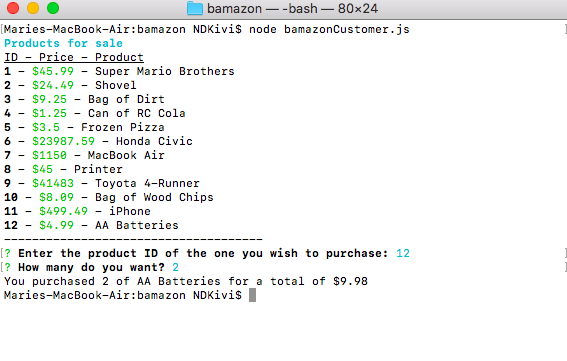 bamazon — -bash — 80×24
[Maries-MacBook-Air:bamazon NDKivi$ node bamazonCustomer.js ]
Products for sale
ID - Price - Product
1 - $45.99 - Super Mario Brothers
2 - $24.49 - Shovel
3 - $9.25 - Bag of Dirt
4 - $1.25 - Can of RC Cola
5 - $3.5 - Frozen Pizza
6 - $23987.59 - Honda Civic
7 - $1150 - MacBook Air
8 - $45 - Printer
9 - $41483 - Toyota 4-Runner
10 - $8.09 - Bag of Wood Chips
11 - $499.49 - iPhone
12 - $4.99 - AA Batteries
-------------------------------------
[? Enter the product ID of the one you wish to purchase: 12 ]
[? How many do you want? 2 ]
You purchased 2 of AA Batteries for a total of $9.98
Maries-MacBook-Air:bamazon NDKivi$